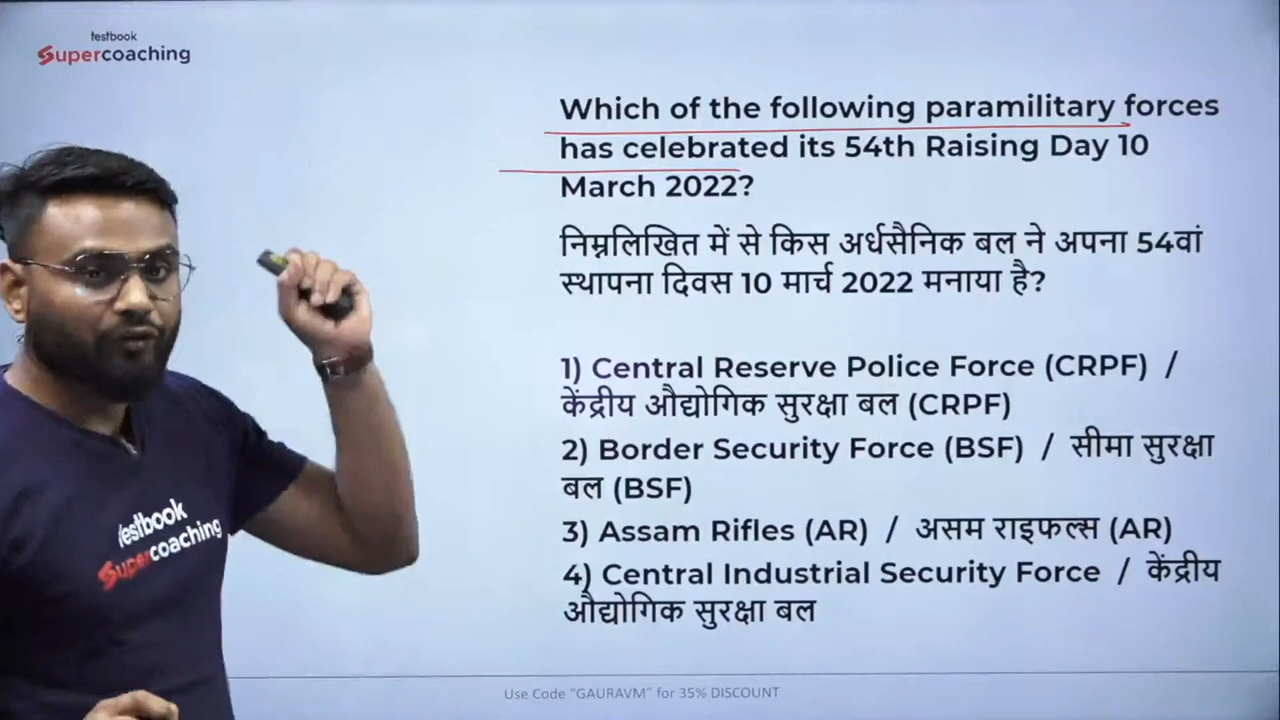 testbook
Supercoaching
Which of the following paramilitary forces
has celebrated its 54th Raising Day 10
March 2022?
निम्नलिखित में से किस अर्धसैनिक बल ने अपना 54वां
स्थापना दिवस 10 मार्च 2022 मनाया है?
1) Central Reserve Police Force (CRPF) /
केंद्रीय औद्योगिक सुरक्षा बल (CRPF)
2) Border Security Force (BSF) / सीमा सुरक्षा
बल (BSF)
3) Assam Rifles (AR) / असम राइफल्स (AR)
4) Central Industrial Security Force / केंद्रीय
औद्योगिक सुरक्षा बल
testbook
Supercoaching
Use Code "GAURAVM" for 35% DISCOUNT